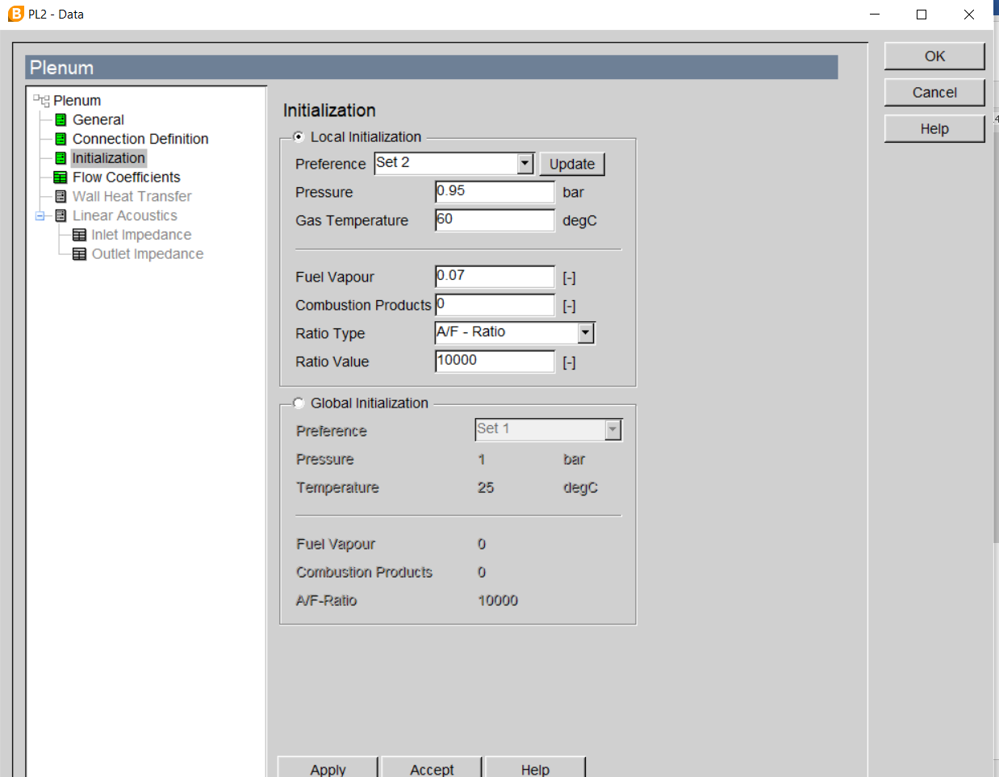 PL2 - Data
OK
Plenum
Cancel
Plenum
Initialization
General
Help
Local Initialization
Connection Definition
Initialization
Preference Set 2 Update
Flow Coefficients
Pressure 0.95 bar
Wall Heat Transfer
Linear Acoustics
Gas Temperature 60 degC
Inlet Impedance
Outlet Impedance
Fuel Vapour 0.07 [-]
Combustion Products 0 [-]
Ratio Type A/F - Ratio
Ratio Value 10000 [-]
Global Initialization
Preference Set 1
Pressure 1 bar
Temperature 25 degC
Fuel Vapour 0
Combustion Products 0
A/F-Ratio 10000
Apply Accept Help